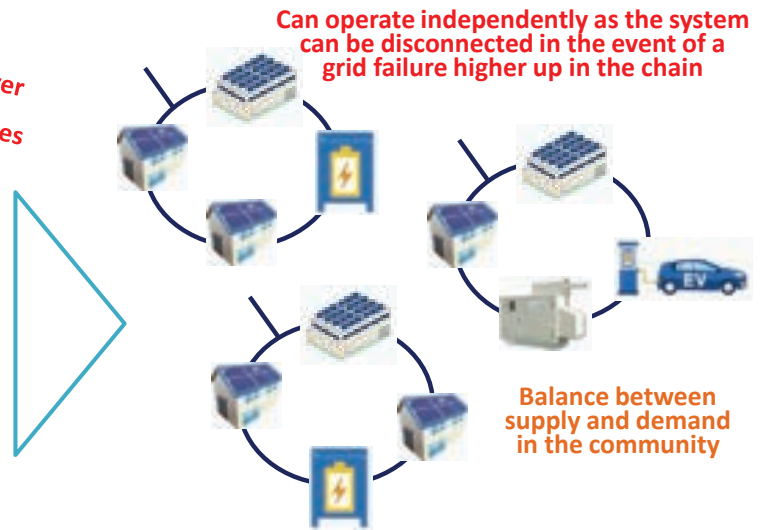 Can operate independently as the system
can be disconnected in the event of a
grid failure higher up in the chain
EV
Balance between
supply and demand
in the community